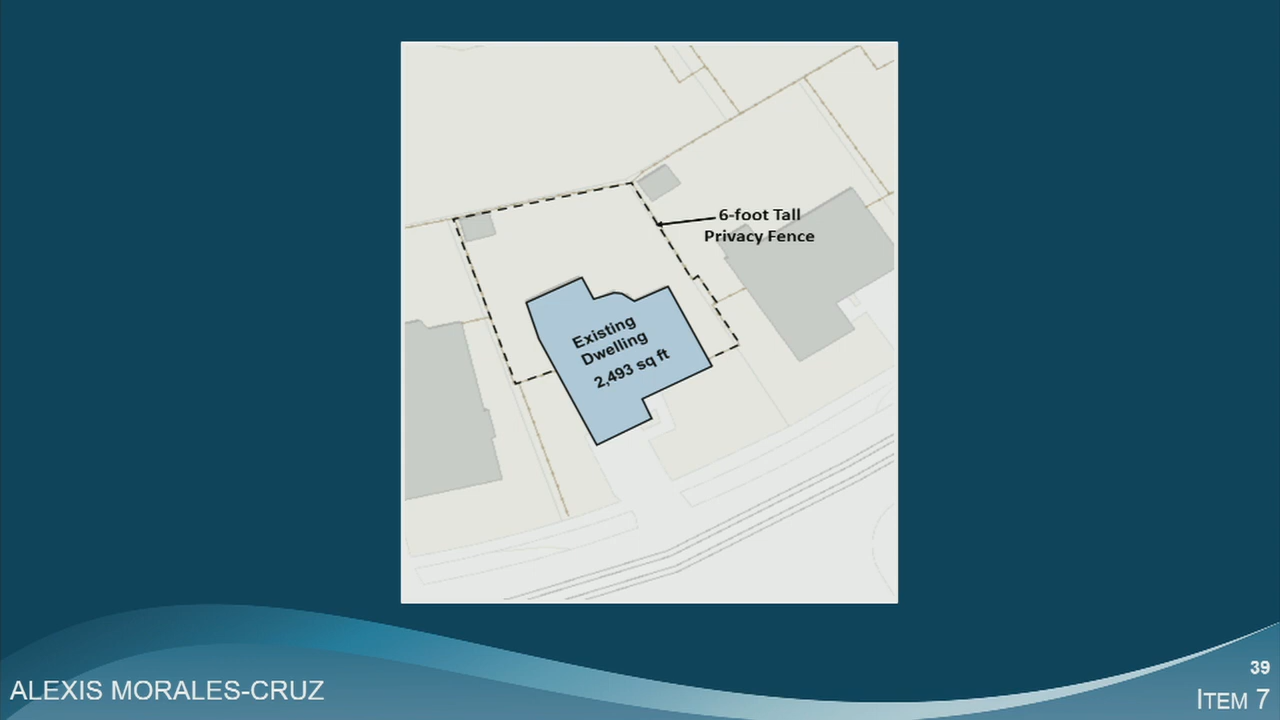 6-foot Tall
Privacy Fence
Existing
Dwelling
2,493 sq ft
ALEXIS MORALES-CRUZ
39
ITEM 7